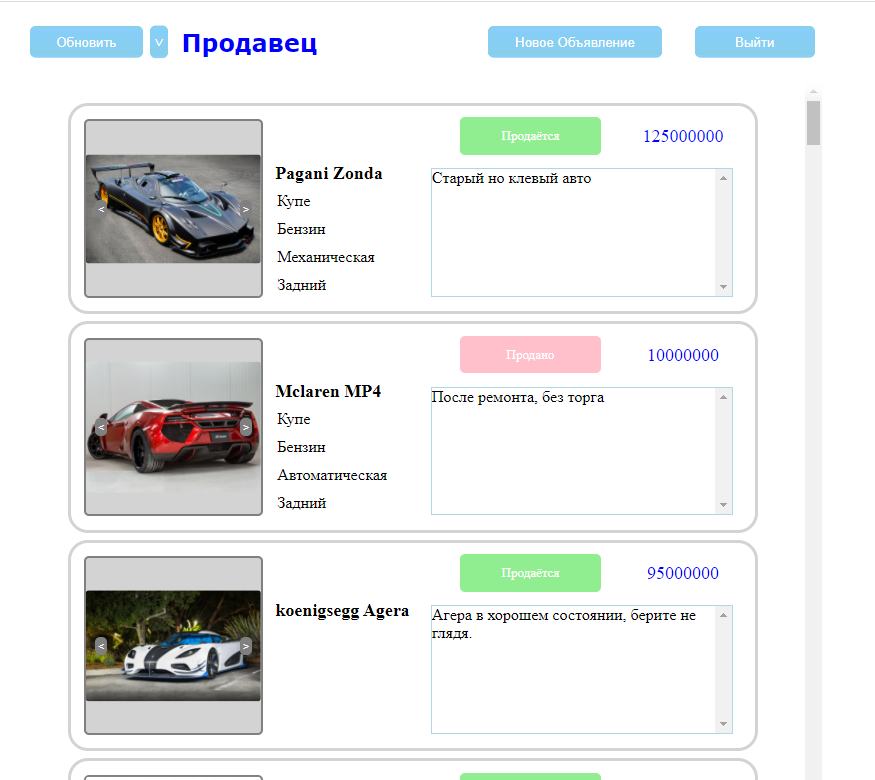 Обновить
v
Продавец
Новое Объявление
Выйти
Продаётся
125000000
Pagani Zonda
Купе
Бензин
Механическая
Задний
Старый но клевый авто
<
>
Продано
10000000
Mclaren MP4
Купе
Бензин
Автоматическая
Задний
После ремонта, без торга
<
>
Продаётся
95000000
koenigsegg Agera
Агера в хорошем состоянии, берите не
глядя.
<
>